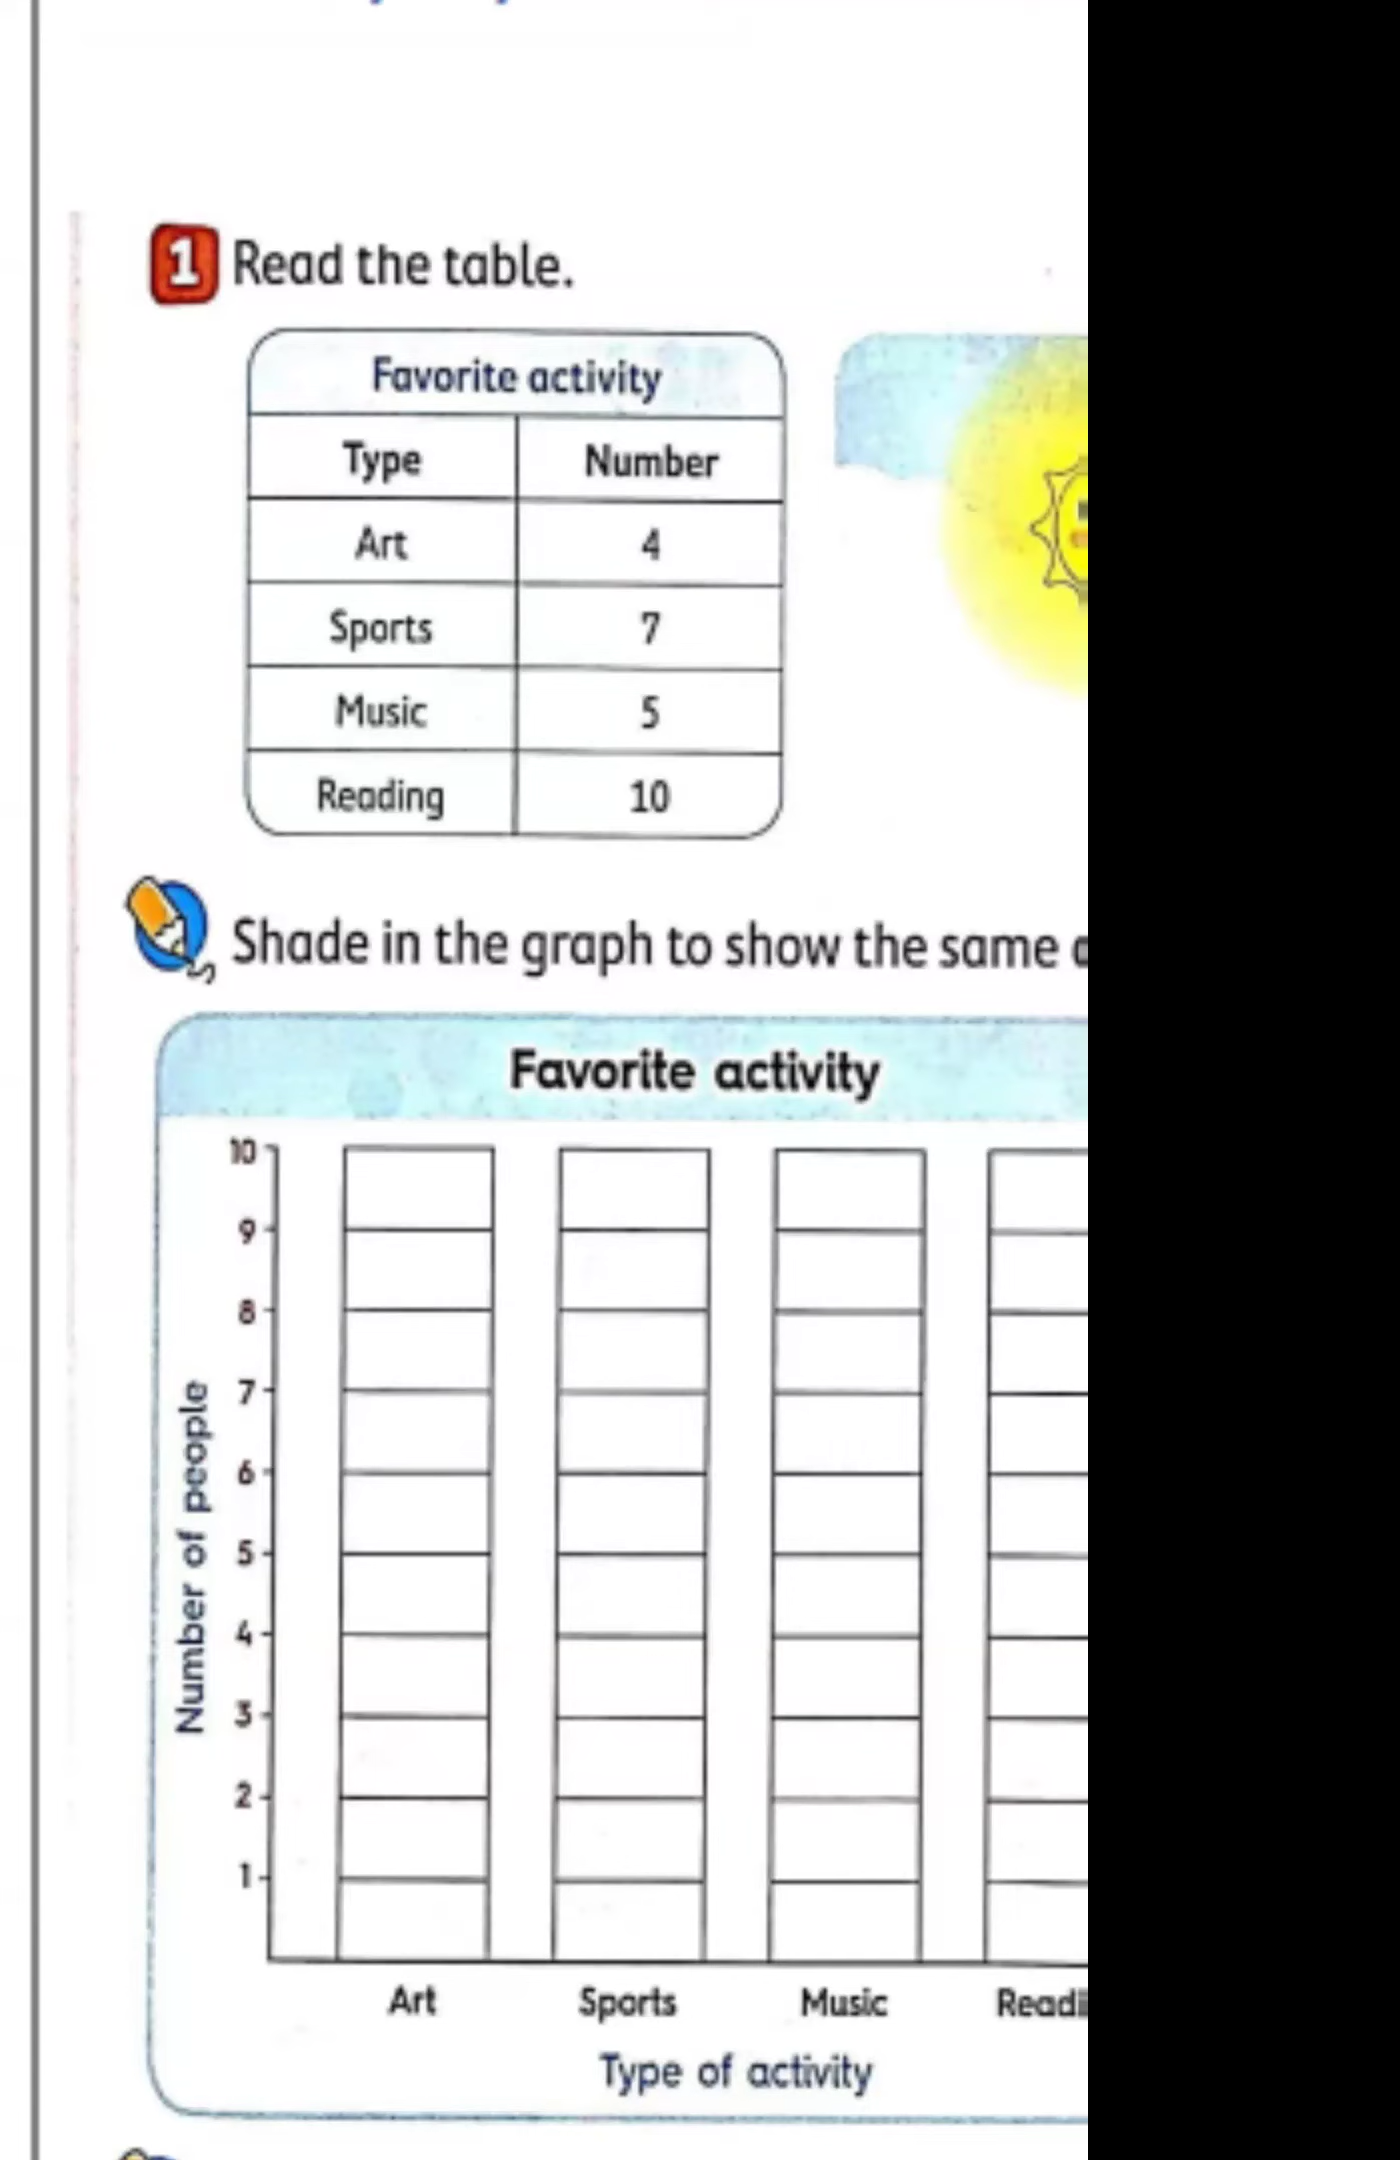 1 Read the table.
Favorite activity
Type Number
Art 4
Sports 7
Music 5
Reading 10
Shade in the graph to show the same
Favorite activity
10
9
8
7
6
5
4
3
2
1
Number of people
Art Sports Music Readi
Type of activity